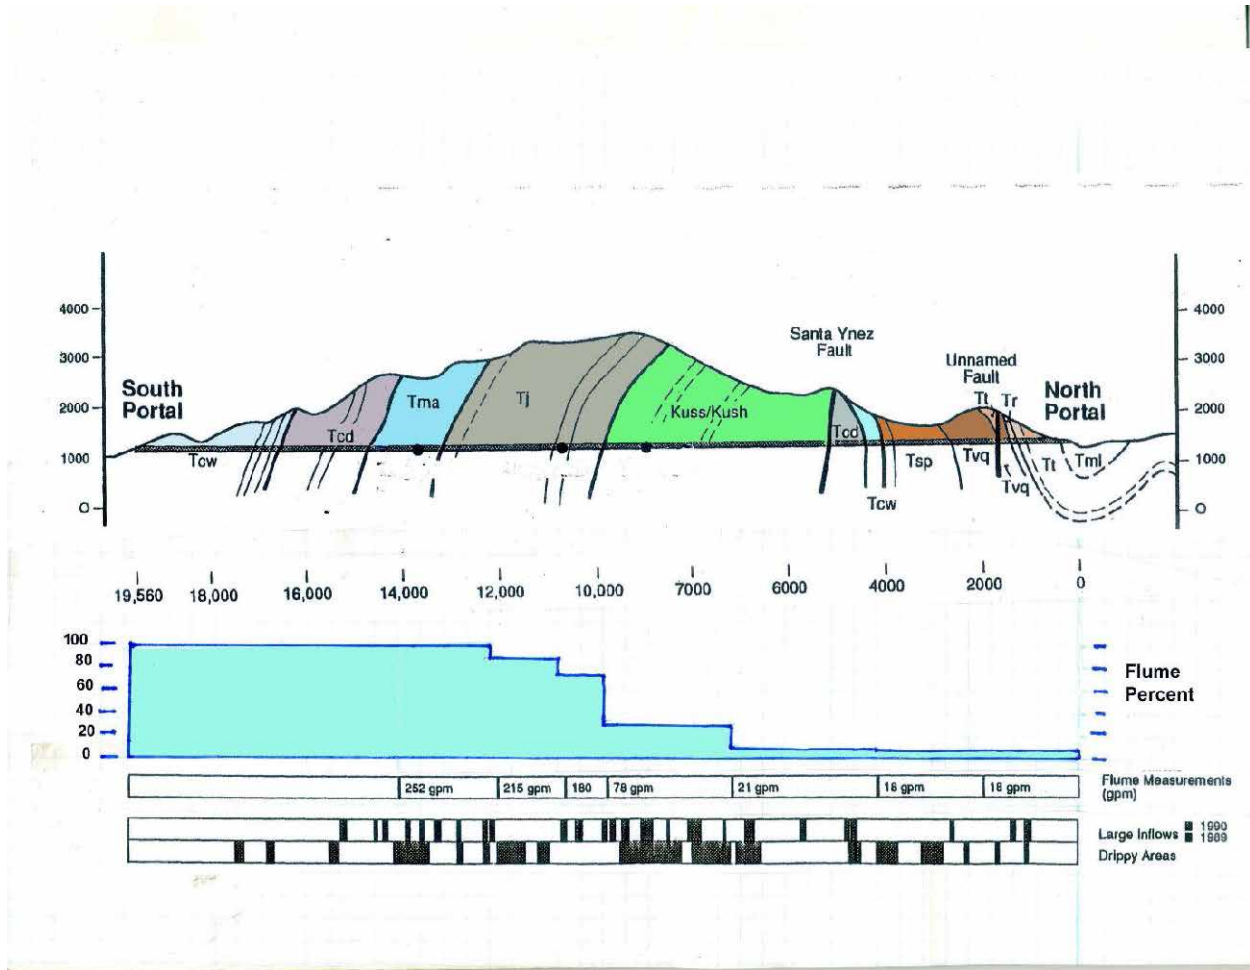 4000
3000
2000
1000
O
South
Portal
Tcw
Tcd
Tma
Tj
Kuss/Kush
Santa Ynez
Fault
Tcd
Tcw
Tsp
Tvq
Unnamed
Fault
Tt
Tr
North
Portal
Tvq
Tt
Tml
4000
3000
2000
1000
O
19,560
18,000
16,000
14,000
12,000
10,000
7000
6000
4000
2000
0
100
80
60
40
20
0
Flume
Percent
252 gpm
215 gpm
180
78 gpm
21 gpm
18 gpm
18 gpm
Flume Measurements
(gpm)
Large Inflows
1990
1989
Drippy Areas